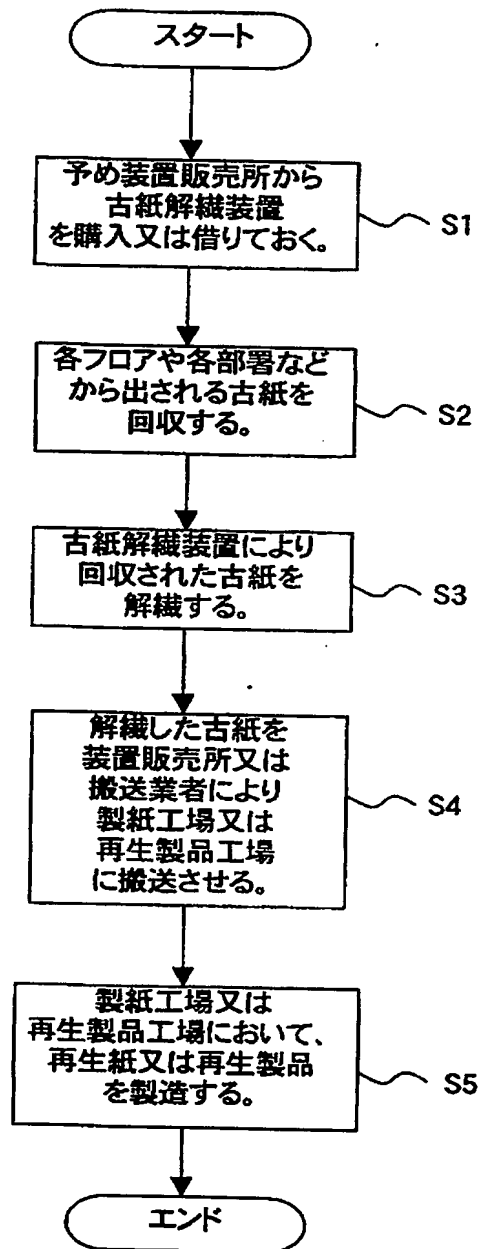 スタート
予め装置販売所から
古紙解繊装置
を購入又は借りておく。
S1
各フロアや各部署など
から出される古紙を
回収する。
S2
古紙解繊装置により
回収された古紙を
解繊する。
S3
解繊した古紙を
装置販売所又は
搬送業者により
製紙工場又は
再生製品工場
に搬送させる。
S4
製紙工場又は
再生製品工場において、
再生紙又は再生製品
を製造する。
S5
エンド